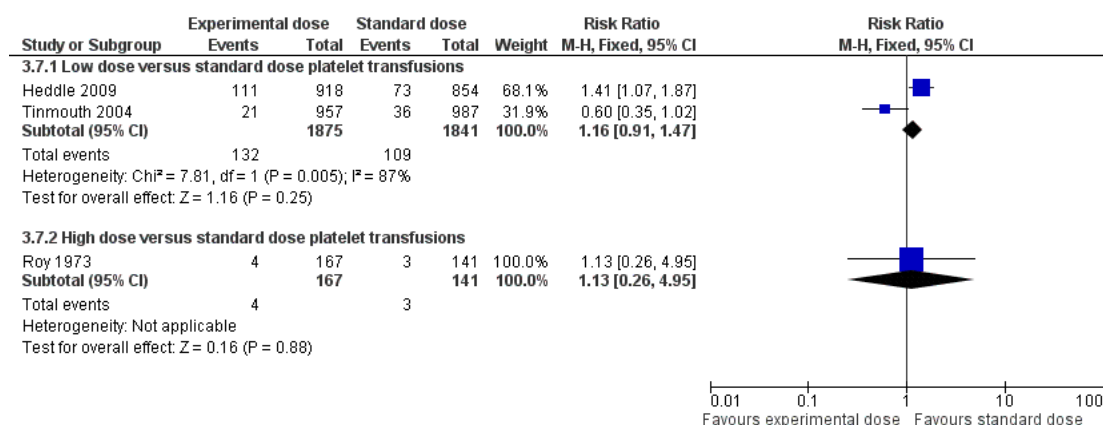 Experimental dose Standard dose Risk Ratio Risk Ratio
Study or Subgroup Events Total Events Total Weight M-H, Fixed, 95% CI M-H, Fixed, 95% CI
3.7.1 Low dose versus standard dose platelet transfusions
Heddle 2009 111 918 73 854 68.1% 1.41 [1.07, 1.87]
Tinmouth 2004 21 957 36 987 31.9% 0.60 [0.35, 1.02]
Subtotal (95% CI) 1875 1841 100.0% 1.16 [0.91, 1.47]
Total events 132 109
Heterogeneity: Chi² = 7.81, df = 1 (P = 0.005); I² = 87%
Test for overall effect: Z = 1.16 (P = 0.25)
3.7.2 High dose versus standard dose platelet transfusions
Roy 1973 4 167 3 141 100.0% 1.13 [0.26, 4.95]
Subtotal (95% CI) 167 141 100.0% 1.13 [0.26, 4.95]
Total events 4 3
Heterogeneity: Not applicable
Test for overall effect: Z = 0.16 (P = 0.88)
0.01 0.1 1 10 100
Favours experimental dose Favours standard dose